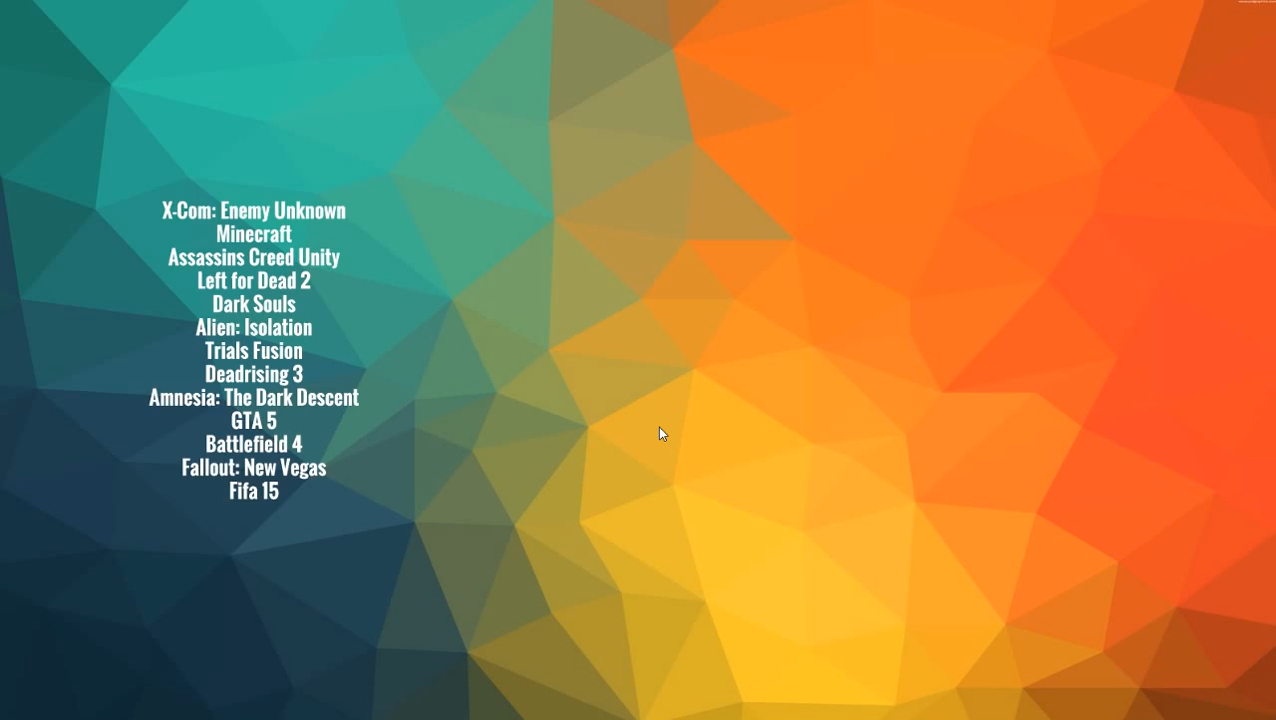 X-Com: Enemy Unknown
Minecraft
Assassins Creed Unity
Left for Dead 2
Dark Souls
Alien: Isolation
Trials Fusion
Deadrising 3
Amnesia: The Dark Descent
GTA 5
Battlefield 4
Fallout: New Vegas
Fifa 15